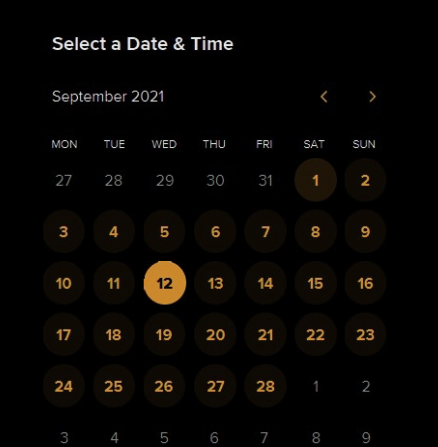 Select a Date & Time
September 2021
MON TUE WED THU FRI SAT SUN
27 28 29 30 31 1 2
3 4 5 6 7 8 9
10 11 12 13 14 15 16
17 18 19 20 21 22 23
24 25 26 27 28 1 2
3 4 5 6 7 8 9